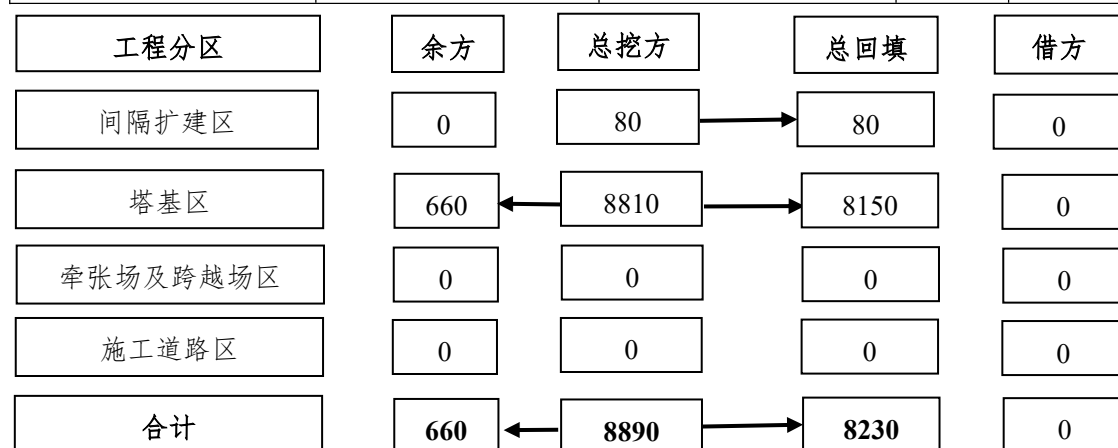 工程分区 余方 总挖方 总回填 借方
间隔扩建区 0 80 80 0
塔基区 660 8810 8150 0
牵张场及跨越场区 0 0 0 0
施工道路区 0 0 0 0
合计 660 8890 8230 0